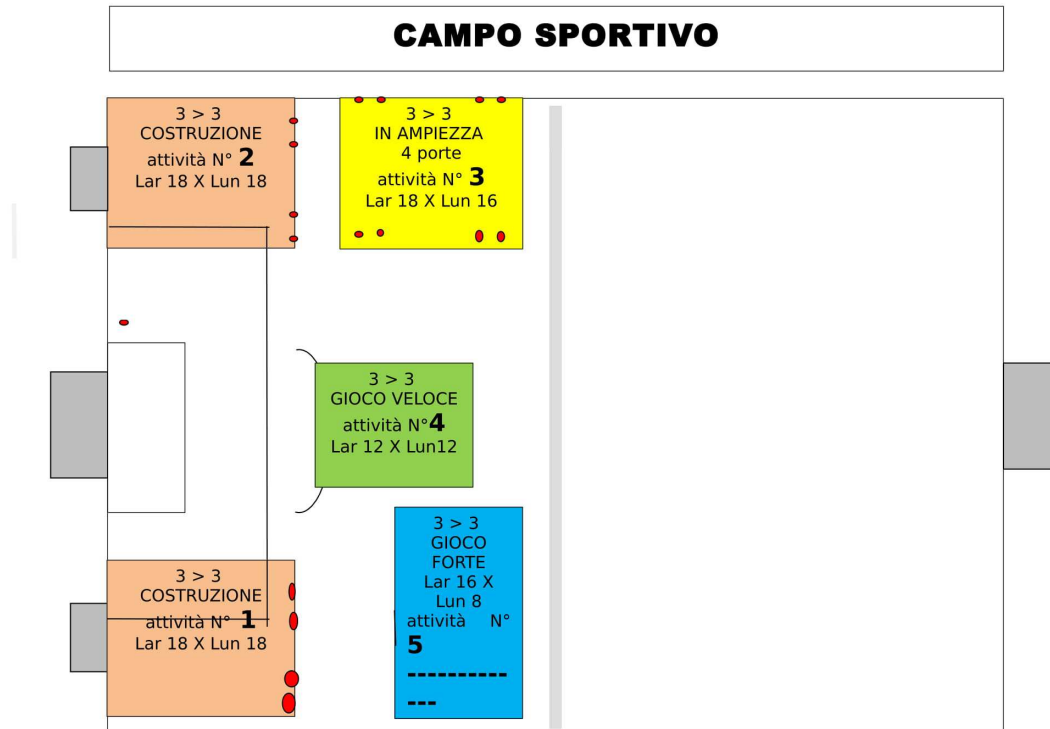 CAMPO SPORTIVO
3 > 3
COSTRUZIONE
attività N° 2
Lar 18 X Lun 18
3 > 3
IN AMPIEZZA
4 porte
attività N° 3
Lar 18 X Lun 16
3 > 3
GIOCO VELOCE
attività N°4
Lar 12 X Lun12
3 > 3
GIOCO
FORTE
Lar 16 X
Lun 8
attività N°
5
----------
---
3 > 3
COSTRUZIONE
attività N° 1
Lar 18 X Lun 18